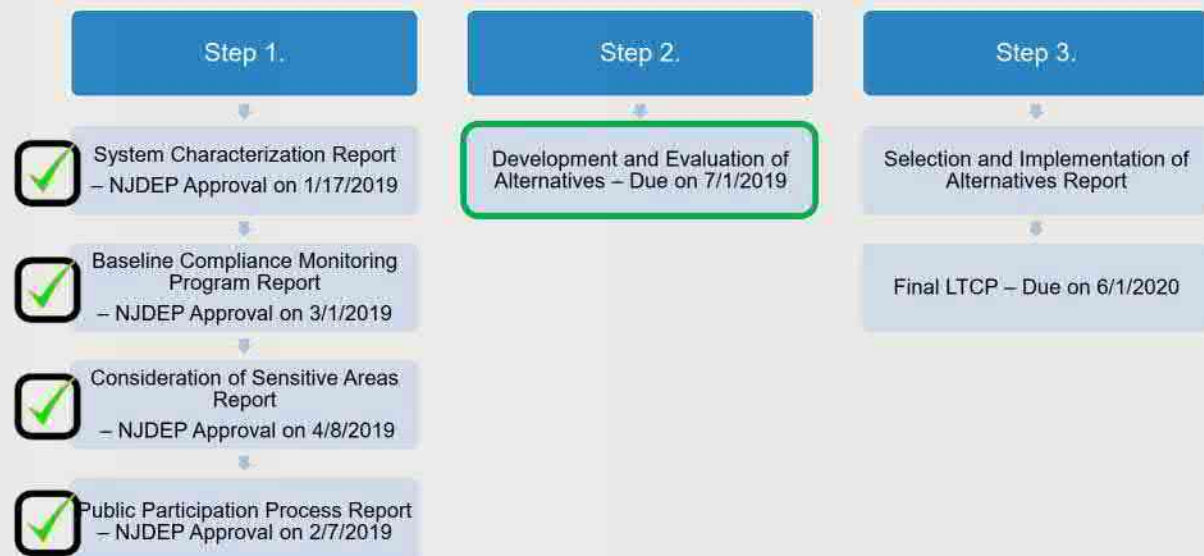 Step 1.
System Characterization Report
– NJDEP Approval on 1/17/2019
Baseline Compliance Monitoring
Program Report
– NJDEP Approval on 3/1/2019
Consideration of Sensitive Areas
Report
– NJDEP Approval on 4/8/2019
Public Participation Process Report
– NJDEP Approval on 2/7/2019
Step 2.
Development and Evaluation of
Alternatives – Due on 7/1/2019
Step 3.
Selection and Implementation of
Alternatives Report
Final LTCP – Due on 6/1/2020